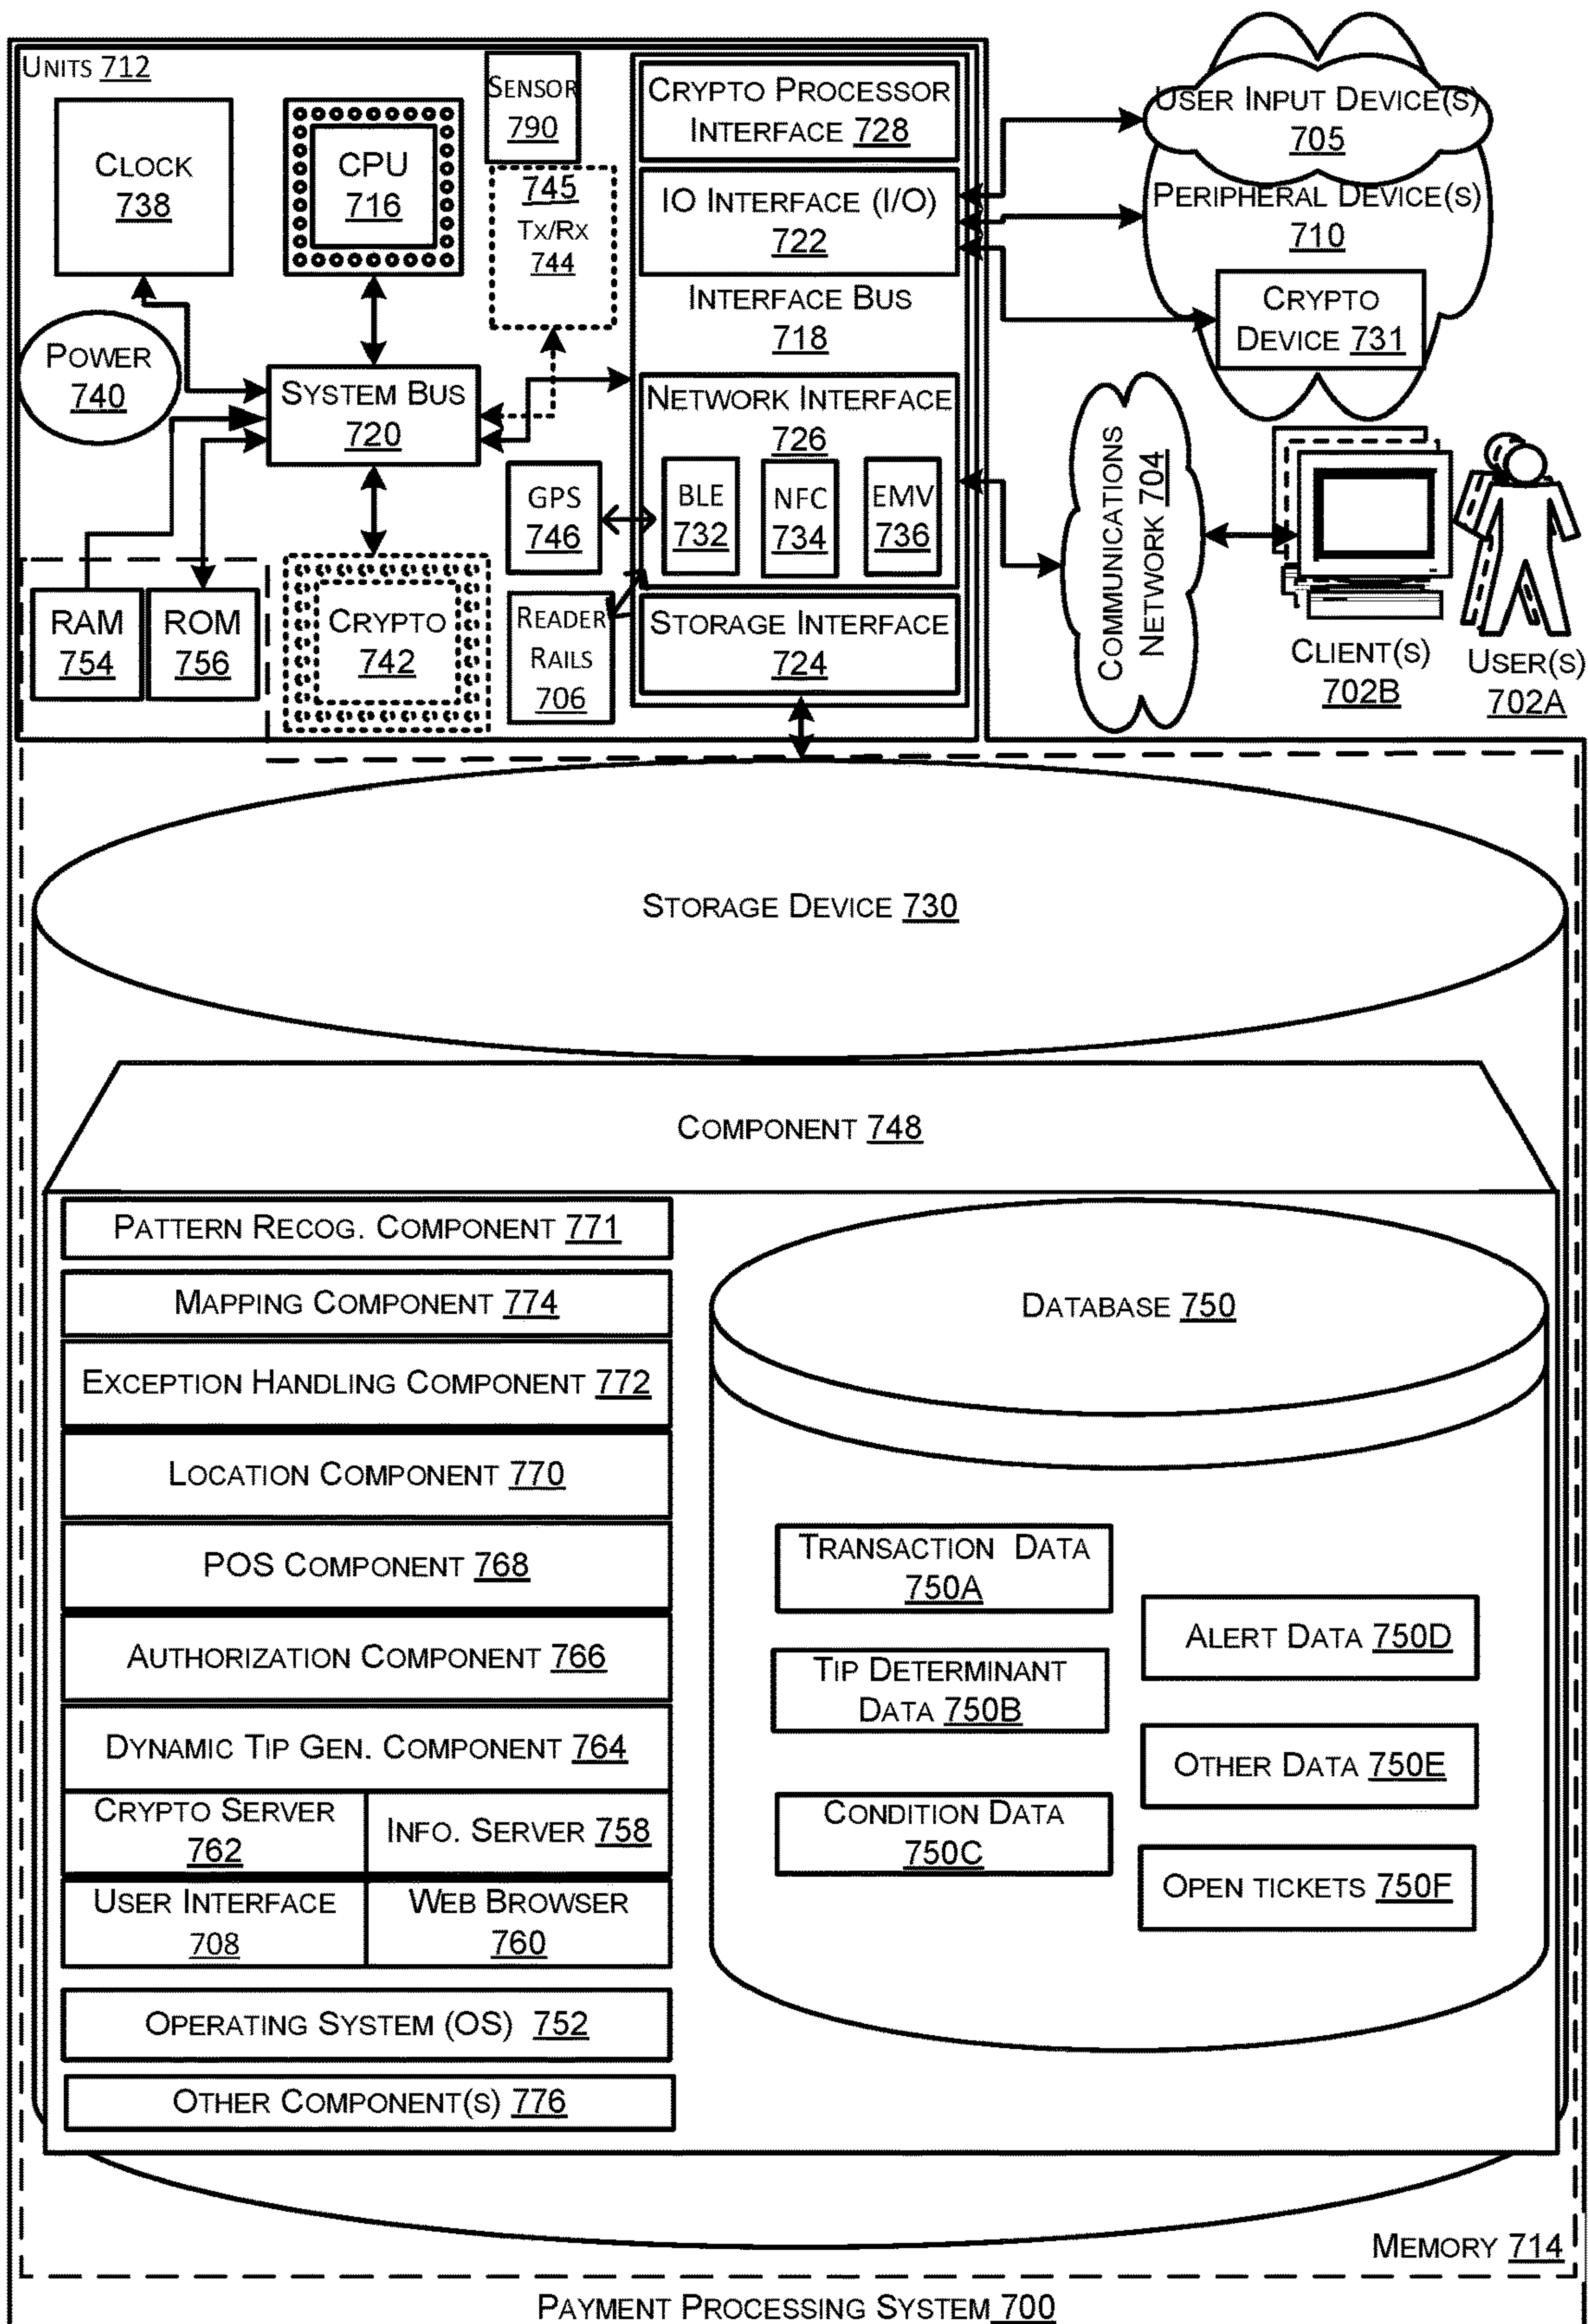 UNITS 712
CLOCK
738
CPU
716
SENSOR
790
745
TX/RX
744
POWER
740
SYSTEM BUS
720
RAM
754
ROM
756
CRYPTO
742
GPS
746
READER
RAILS
706
CRYPTO PROCESSOR
INTERFACE 728
IO INTERFACE (I/O)
722
INTERFACE BUS
718
NETWORK INTERFACE
726
BLE
732
NFC
734
EMV
736
STORAGE INTERFACE
724
USER INPUT DEVICE(S)
705
PERIPHERAL DEVICE(S)
710
CRYPTO
DEVICE 731
COMMUNICATIONS
NETWORK 704
CLIENT(S)
702B
USER(S)
702A
STORAGE DEVICE 730
COMPONENT 748
PATTERN RECOG. COMPONENT 771
MAPPING COMPONENT 774
EXCEPTION HANDLING COMPONENT 772
LOCATION COMPONENT 770
POS COMPONENT 768
AUTHORIZATION COMPONENT 766
DYNAMIC TIP GEN. COMPONENT 764
CRYPTO SERVER
762
INFO. SERVER 758
USER INTERFACE
708
WEB BROWSER
760
OPERATING SYSTEM (OS) 752
OTHER COMPONENT(S) 776
DATABASE 750
TRANSACTION DATA
750A
TIP DETERMINANT
DATA 750B
CONDITION DATA
750C
ALERT DATA 750D
OTHER DATA 750E
OPEN TICKETS 750F
MEMORY 714
PAYMENT PROCESSING SYSTEM 700